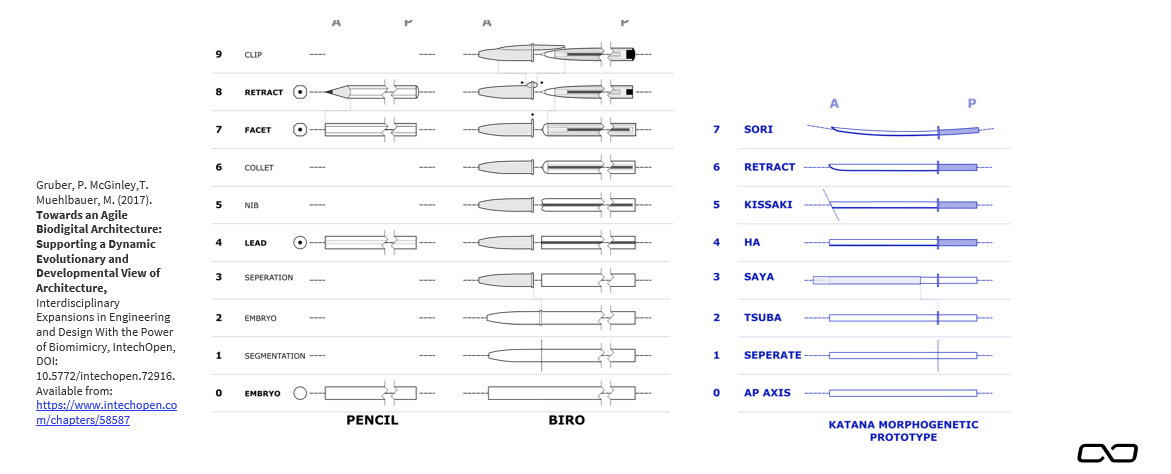 A P A P
9 CLIP
8 RETRACT
7 FACET
6 COLLET
5 NIB
4 LEAD
3 SEPERATION
2 EMBRYO
1 SEGMENTATION
0 EMBRYO
PENCIL BIRO
A P
7 SORI
6 RETRACT
5 KISSAKI
4 HA
3 SAYA
2 TSUBA
1 SEPERATE
0 AP AXIS
KATANA MORPHOGENETIC
PROTOTYPE
Gruber, P. McGinley,T.
Muehlbauer, M. (2017).
Towards an Agile
Biodigital Architecture:
Supporting a Dynamic
Evolutionary and
Developmental View of
Architecture,
Interdisciplinary
Expansions in Engineering
and Design With the Power
of Biomimicry, IntechOpen,
DOI:
10.5772/intechopen.72916.
Available from:
https://www.intechopen.co
m/chapters/58587